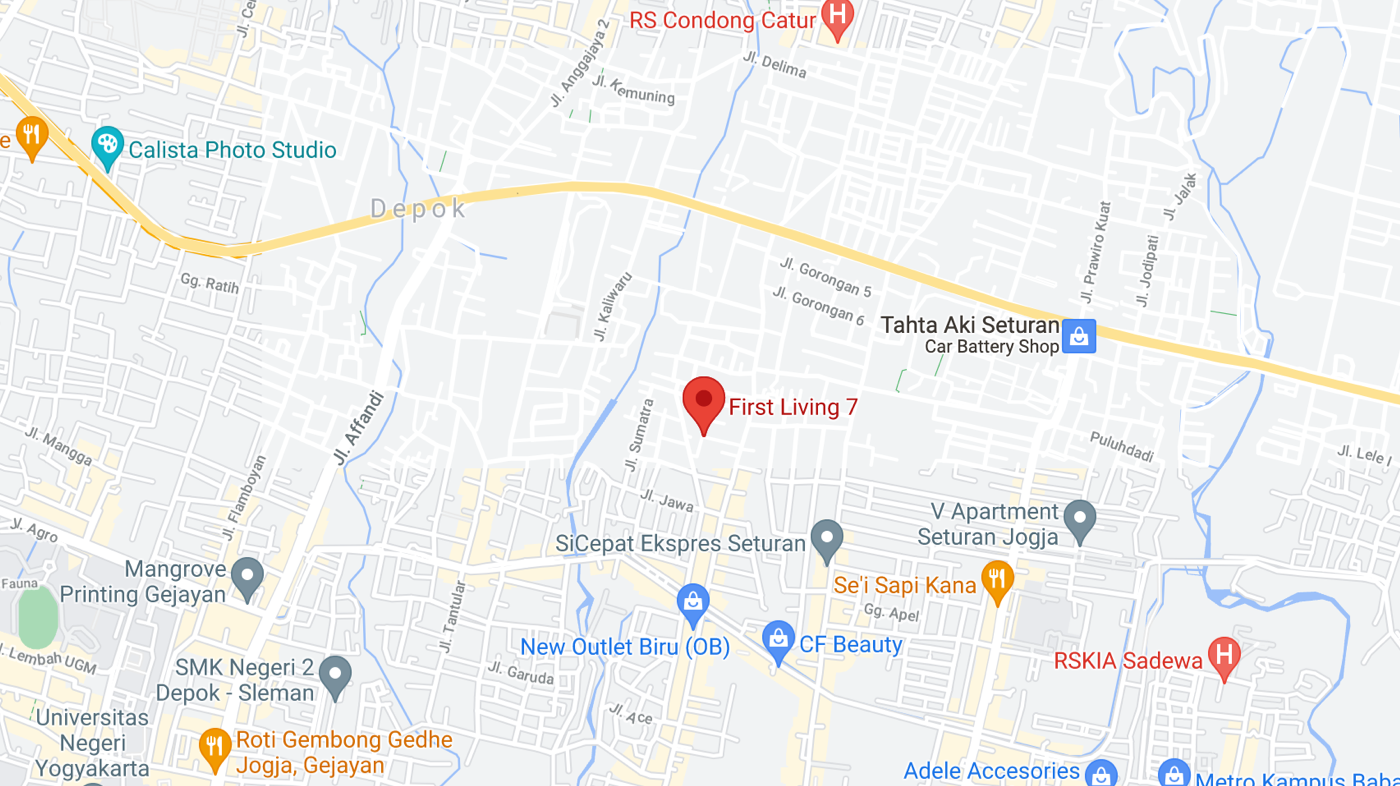 RS Condong Catur
Jl. Anggajaya 2
Jl. Delima
Jl. Kemuning
Calista Photo Studio
Depok
Jl. Jalak
Jl. Prawiro Kuat
Jl. Jodipati
Gg. Ratih
Jl. Kaliwaru
Jl. Gorongan 5
Jl. Gorongan 6
Tahta Aki Seturan
Car Battery Shop
First Living 7
Jl. Affandi
Jl. Sumatra
Jl. Mangga
Puluhdadi
Jl. Lele I
Jl. Flamboyan
Jl. Jawa
V Apartment
Seturan Jogja
Jl. Agro
SiCepat Ekspres Seturan
Mangrove
Printing Gejayan
Fauna
Se'i Sapi Kana
Gg. Apel
Jl. Tantular
New Outlet Biru (OB)
CF Beauty
Lembah UGM
RSKIA Sadewa
SMK Negeri 2
Depok - Sleman
Jl. Garuda
Jl. Ace
Universitas
Negeri
Yogyakarta
Roti Gembong Gedhe
Jogja, Gejayan
Adele Accesories
Metro Kampus Baba